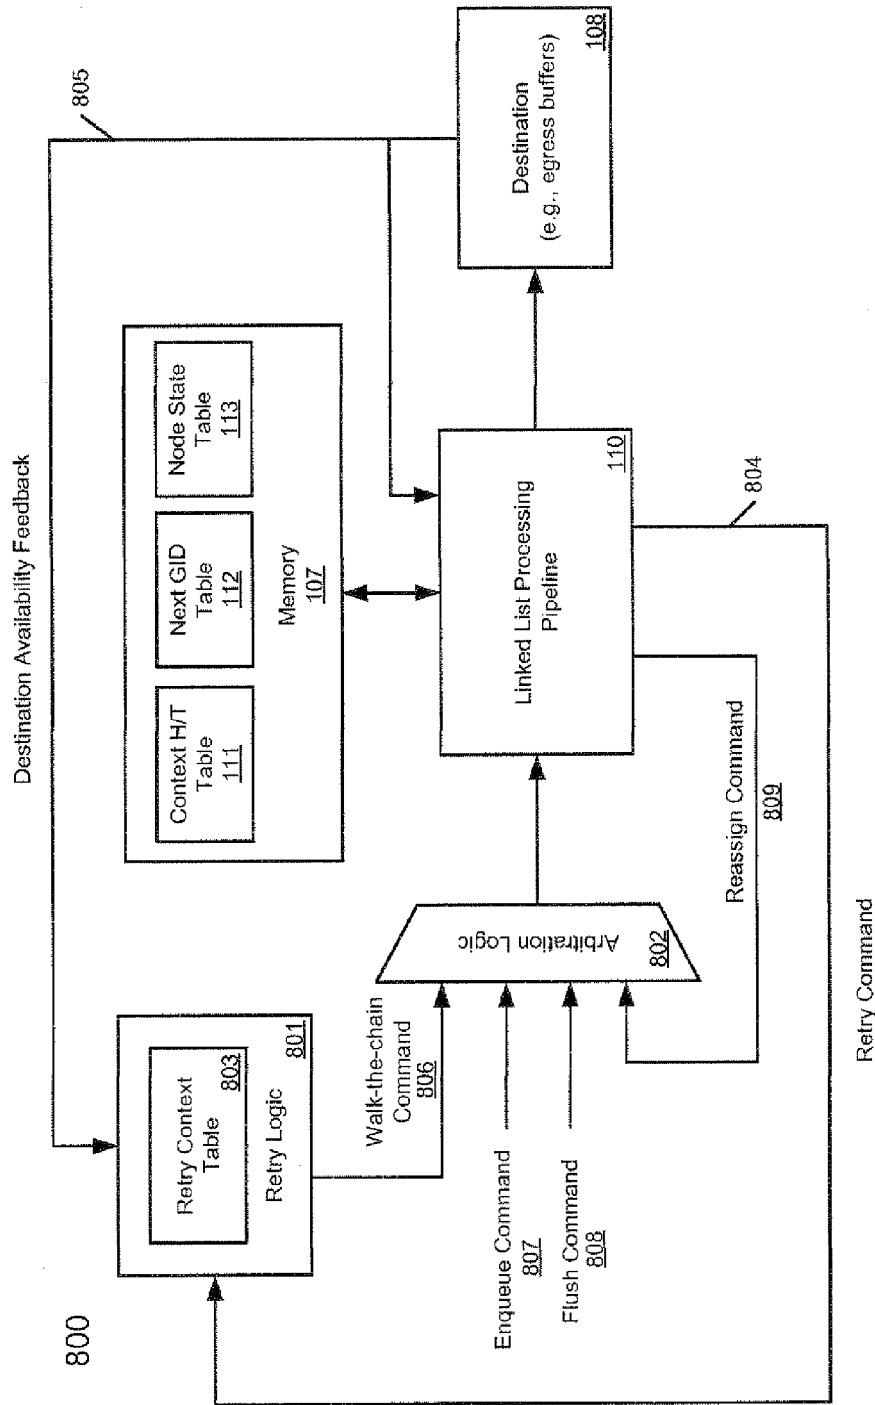 800
Destination Availability Feedback
805
Retry Context
Table
803
Retry Logic
801
Context H/T
Table
111
Next GID
Table
112
Node State
Table
113
Memory
107
Walk-the-chain
Command
806
Enqueue Command
807
Flush Command
808
Arbitration Logic
802
Linked List Processing
Pipeline
110
Destination
(e.g., egress buffers)
108
Reassign Command
809
804
Retry Command